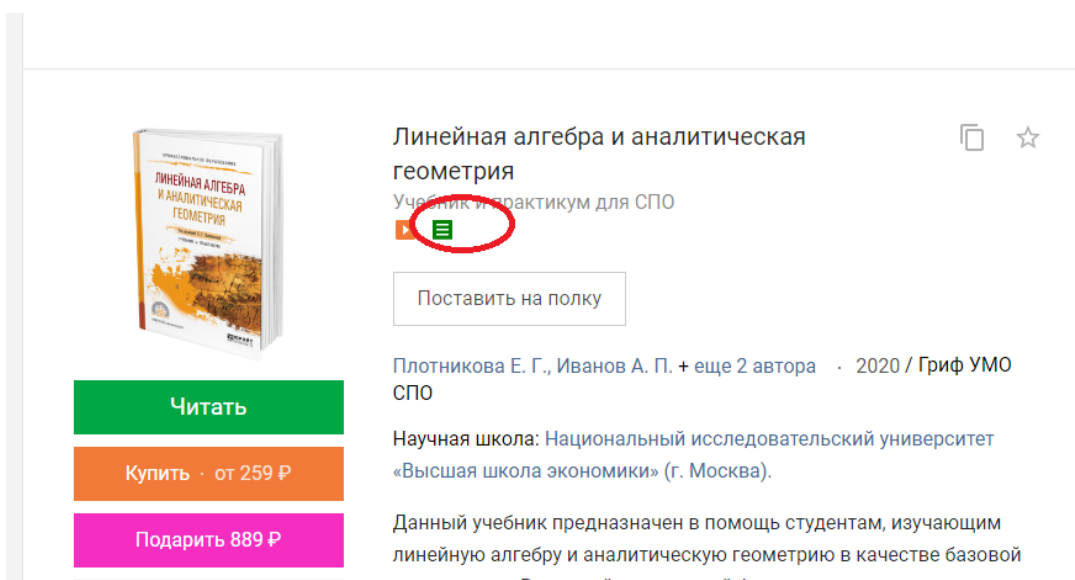 Линейная алгебра и аналитическая
геометрия
Учебник и практикум для СПО
ЛИНЕЙНАЯ АЛГЕБРА
И АНАЛИТИЧЕСКАЯ
ГЕОМЕТРИЯ
Поставить на полку
Плотникова Е. Г., Иванов А. П. + еще 2 автора · 2020 / Гриф УМО
СПО
Читать
Научная школа: Национальный исследовательский университет
«Высшая школа экономики» (г. Москва).
Купить · от 259 ₽
Подарить 889 ₽
Данный учебник предназначен в помощь студентам, изучающим
линейную алгебру и аналитическую геометрию в качестве базовой